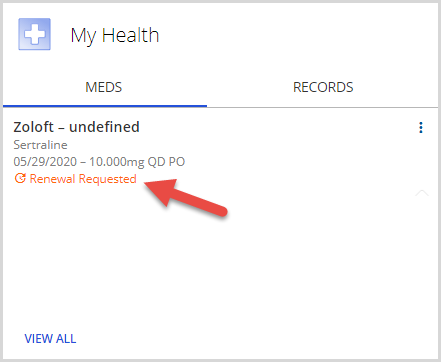 My Health
MEDS
RECORDS
Zoloft – undefined
Sertraline
05/29/2020 – 10.000mg QD PO
Renewal Requested
VIEW ALL